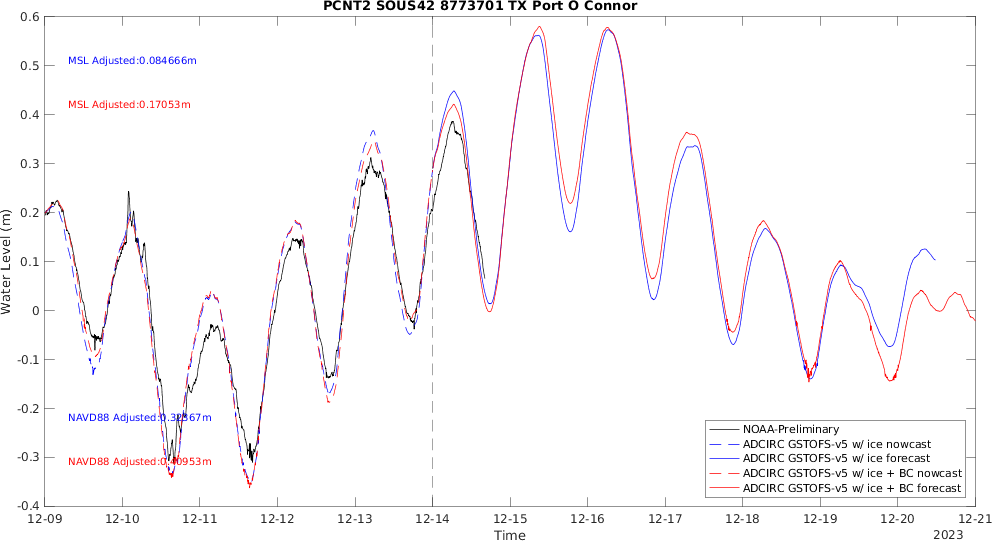 PCNT2 SOUS42 8773701 TX Port O Connor
0.6
0.5
0.4
0.3
0.2
0.1
0
-0.1
-0.2
-0.3
-0.4
Water Level (m)
MSL Adjusted:0.084666m
MSL Adjusted:0.17053m
NAVD88 Adjusted:0.32367m
NAVD88 Adjusted:0.40953m
NOAA-Preliminary
ADCIRC GSTOFS-v5 w/ ice nowcast
ADCIRC GSTOFS-v5 w/ ice forecast
ADCIRC GSTOFS-v5 w/ ice + BC nowcast
ADCIRC GSTOFS-v5 w/ ice + BC forecast
12-09 12-10 12-11 12-12 12-13 12-14 12-15 12-16 12-17 12-18 12-19 12-20 12-21
Time
2023